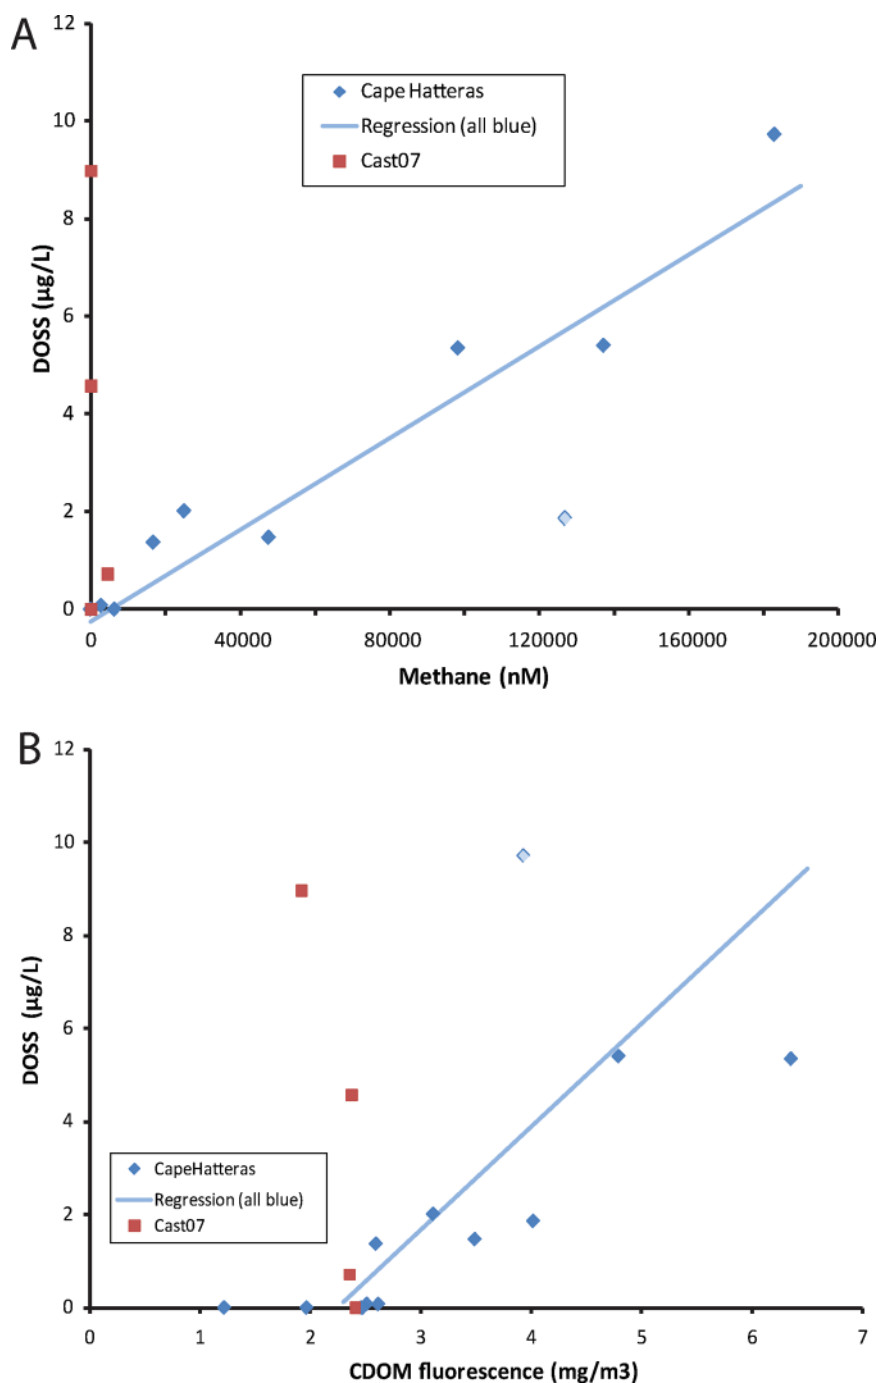 A
12
10
8
6
4
2
0
DOSS (µg/L)
Cape Hatteras
Regression (all blue)
Cast07
0 40000 80000 120000 160000 200000
Methane (nM)
B
12
10
8
6
4
2
0
DOSS (µg/L)
CapeHatteras
Regression (all blue)
Cast07
0 1 2 3 4 5 6 7
CDOM fluorescence (mg/m3)